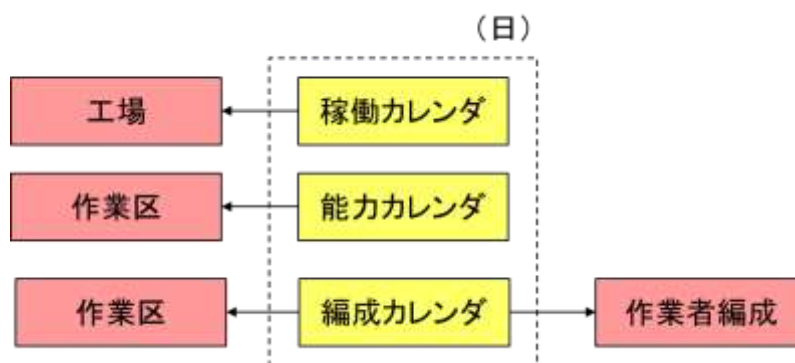 （日）
工場
稼働カレンダ
作業区
能力カレンダ
作業区
編成カレンダ
作業者編成